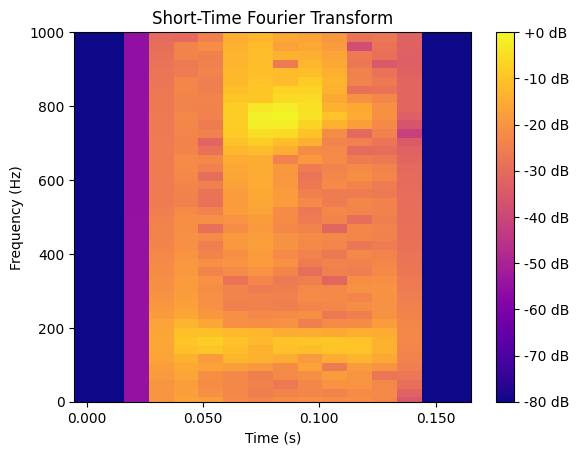 Short-Time Fourier Transform
1000
800
600
400
200
0
Frequency (Hz)
0.000
0.050
0.100
0.150
Time (s)
+0 dB
-10 dB
-20 dB
-30 dB
-40 dB
-50 dB
-60 dB
-70 dB
-80 dB